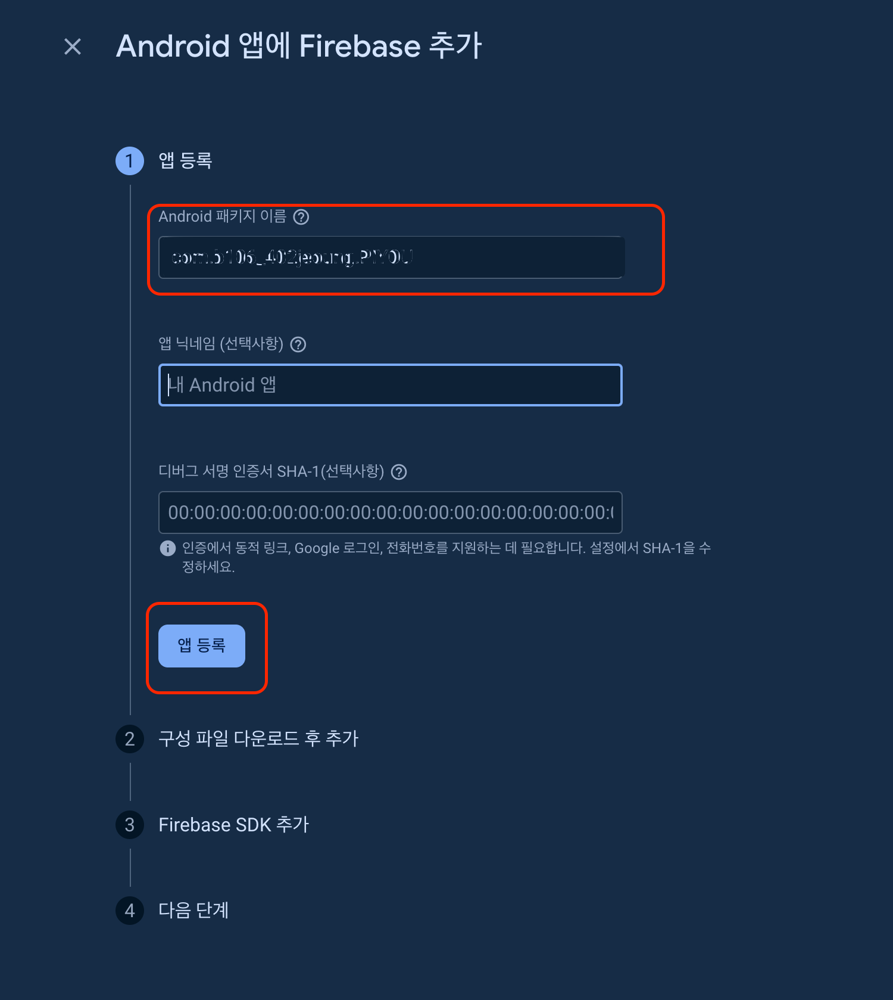 Android 앱에 Firebase 추가
1 앱 등록
Android 패키지 이름
앱 닉네임 (선택사항)
내 Android 앱
디버그 서명 인증서 SHA-1(선택사항)
00:00:00:00:00:00:00:00:00:00:00:00:00:00:00:00:00:
인증에서 동적 링크, Google 로그인, 전화번호를 지원하는 데 필요합니다. 설정에서 SHA-1을 수
정하세요.
앱 등록
2 구성 파일 다운로드 후 추가
3 Firebase SDK 추가
4 다음 단계